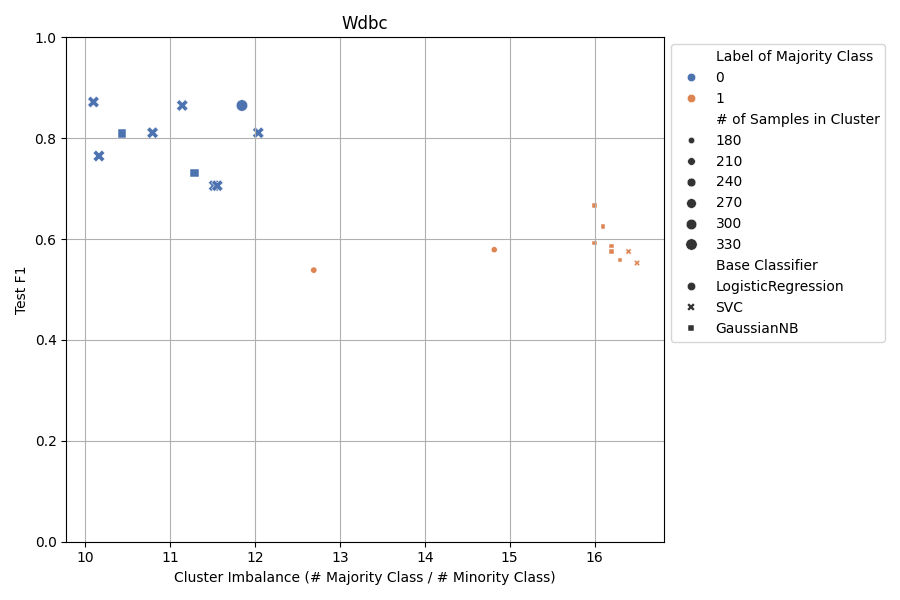 Wdbc
1.0
0.8
0.6
0.4
0.2
0.0
Test F1
10 11 12 13 14 15 16
Cluster Imbalance (# Majority Class / # Minority Class)
Label of Majority Class
0
1
# of Samples in Cluster
180
210
240
270
300
330
Base Classifier
LogisticRegression
SVC
GaussianNB